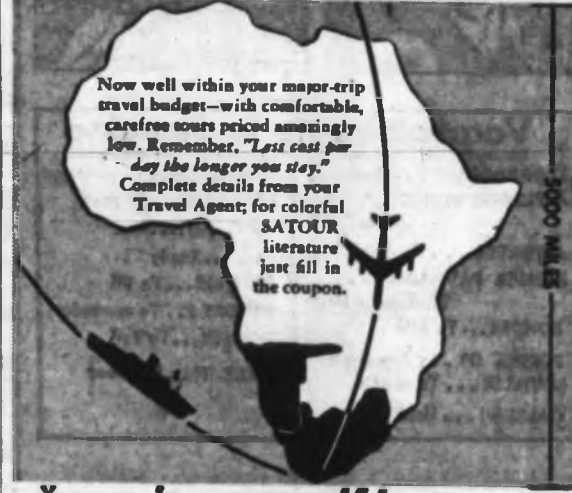 Now well within your major-trip
travel budget—with comfortable,
carefree tours priced amazingly
low. Remember, "Less cost per
day the longer you stay."
Complete details from your
Travel Agent; for colorful
SATOUR
literature
just fill in
the coupon.
5000 MILES